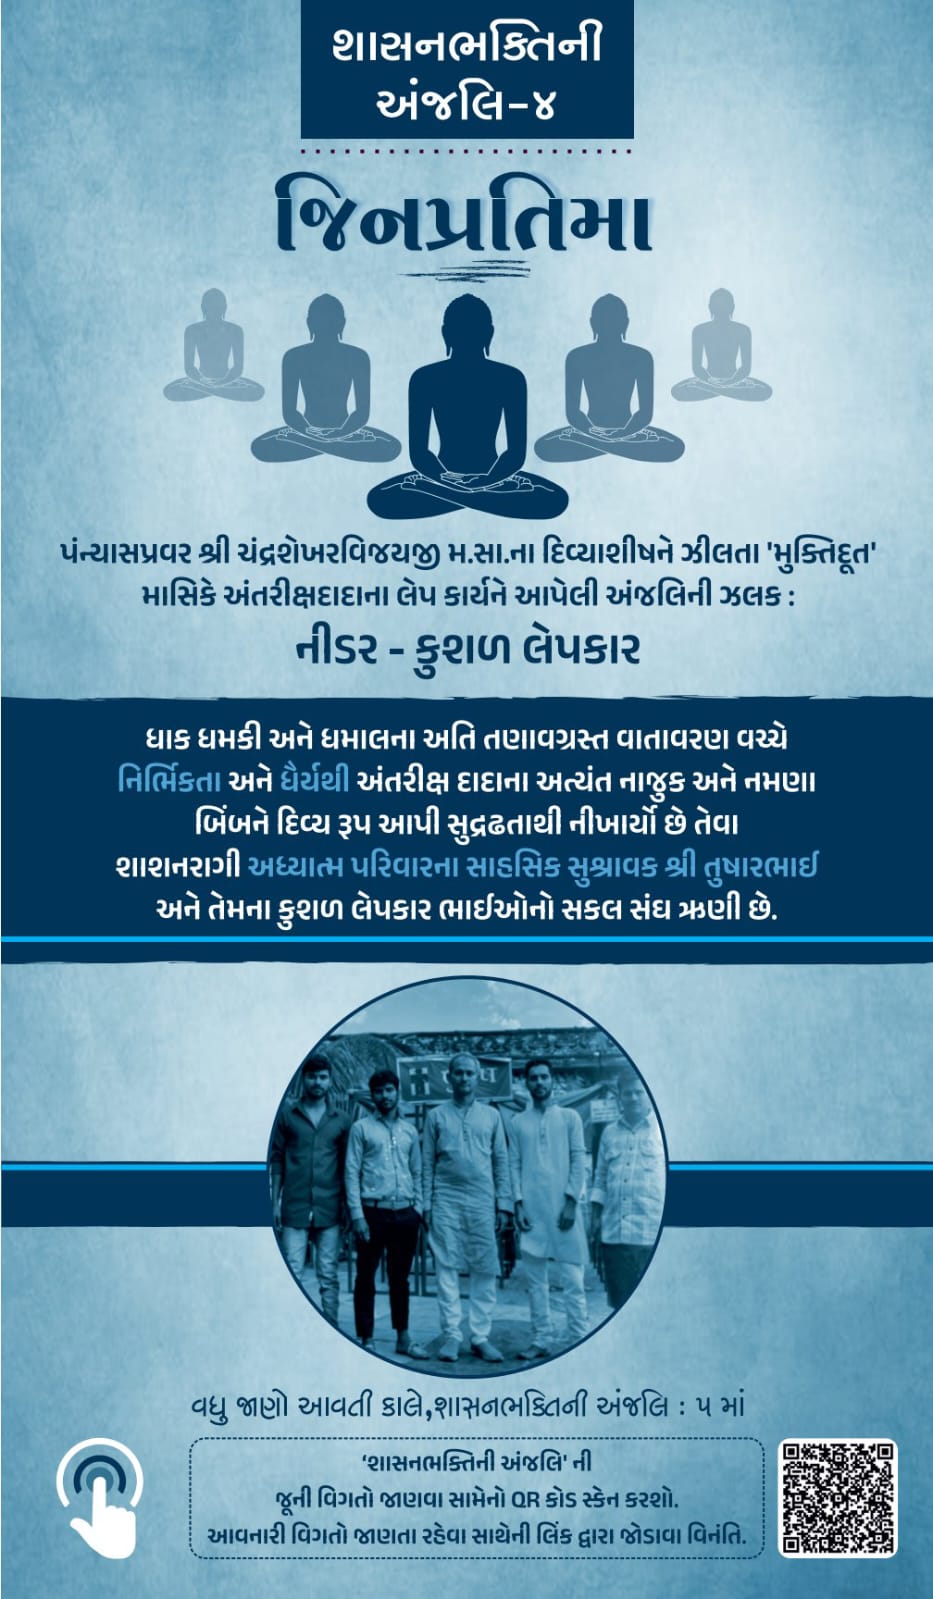 શાસનભક્તિની
અંજલિ-૪
જિનપ્રતિમા
પંન્યાસપ્રવર શ્રી ચંદ્રશેખરવિજયજી મ.સા.ના દિવ્યાશીષને ઝીલતા 'મુક્તિદૂત'
માસિકે અંતરીક્ષદાદાના લેપ કાર્યને આપેલી અંજલિની ઝલક :
નીડર - કુશળ લેપકાર
ધાક ધમકી અને ધમાલના અતિ તણાવગ્રસ્ત વાતાવરણ વચ્ચે
નિર્ભિકતા અને ધૈર્યથી અંતરીક્ષ દાદાના અત્યંત નાજુક અને નમણા
બિંબને દિવ્ય રૂપ આપી સુદ્રઢતાથી નીખાર્યો છે તેવા
શાશનરાગી અધ્યાત્મ પરિવારના સાહસિક સુશ્રાવક શ્રી તુષારભાઈ
અને તેમના કુશળ લેપકાર ભાઈઓનો સકલ સંઘ ઋણી છે.
વધુ જાણો આવતી કાલે,શાસનભક્તિની અંજલિ : ૫ માં
'શાસનભક્તિની અંજલિ' ની
જૂની વિગતો જાણવા સામેનો QR કોડ સ્કેન કરશો.
આવનારી વિગતો જાણતા રહેવા સાથેની લિંક દ્વારા જોડાવા વિનંતિ.